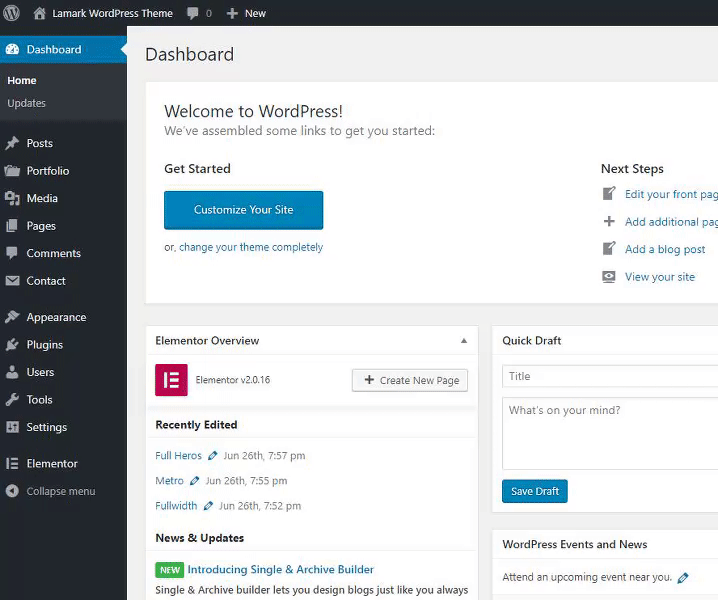 Lamark WordPress Theme 0 New
Dashboard
Home
Updates
Posts
Portfolio
Media
Pages
Comments
Contact
Appearance
Plugins
Users
Tools
Settings
Elementor
Collapse menu
Dashboard
Welcome to WordPress!
We've assembled some links to get you started:
Get Started
Customize Your Site
or, change your theme completely
Next Steps
Edit your front pag
Add additional pag
Add a blog post
View your site
Elementor Overview
Elementor v2.0.16
Create New Page
Recently Edited
Full Heros Jun 26th, 7:57 pm
Metro Jun 26th, 7:55 pm
Fullwidth Jun 26th, 7:52 pm
News & Updates
NEW Introducing Single & Archive Builder
Single & Archive builder lets you design blogs just like you always
Quick Draft
Title
What's on your mind?
Save Draft
WordPress Events and News
Attend an upcoming event near you.